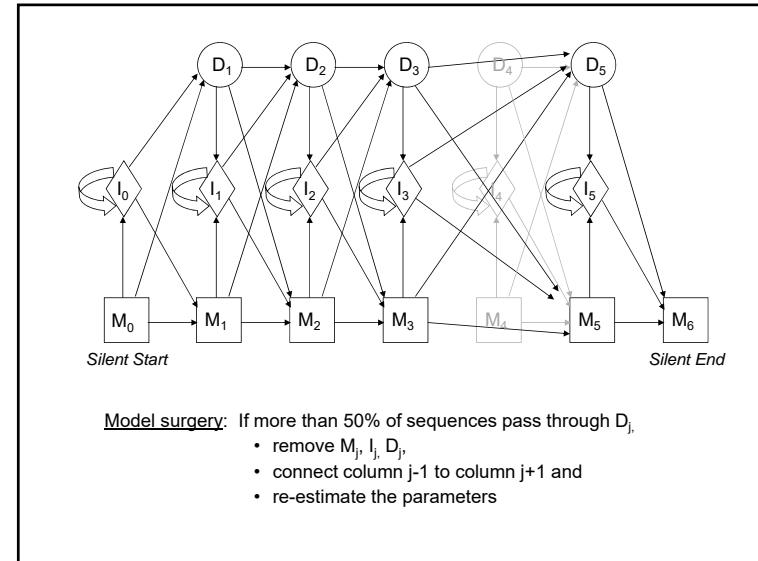 D₁ D₂ D₃ D₄ D₅
I₀ I₁ I₂ I₃ I₄ I₅
M₀ M₁ M₂ M₃ M₄ M₅ M₆
Silent Start Silent End
Model surgery: If more than 50% of sequences pass through Dⱼ,
• remove Mⱼ, Iⱼ, Dⱼ,
• connect column j-1 to column j+1 and
• re-estimate the parameters